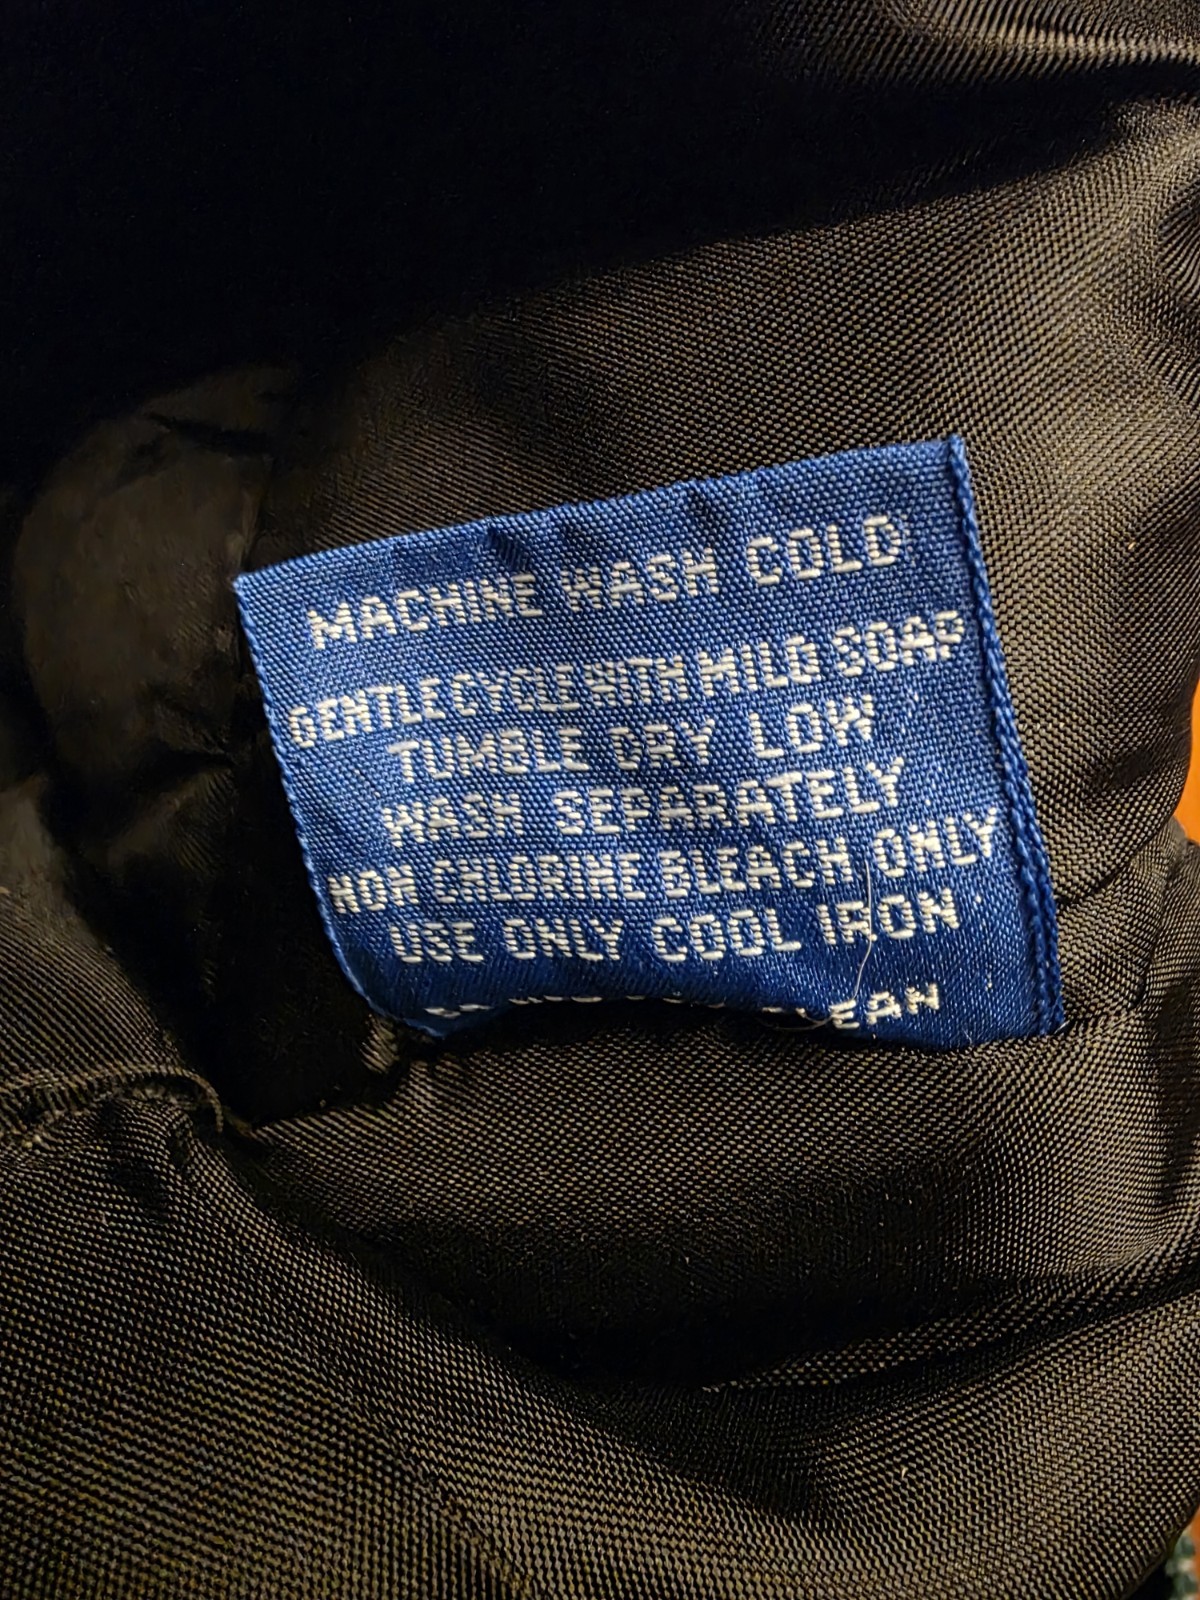 MACHINE WASH COLD
GENTLE CYCLE WITH MILD SOAP
TUMBLE DRY LOW
WASH SEPARATELY
NON CHLORINE BLEACH ONLY
USE ONLY COOL IRON